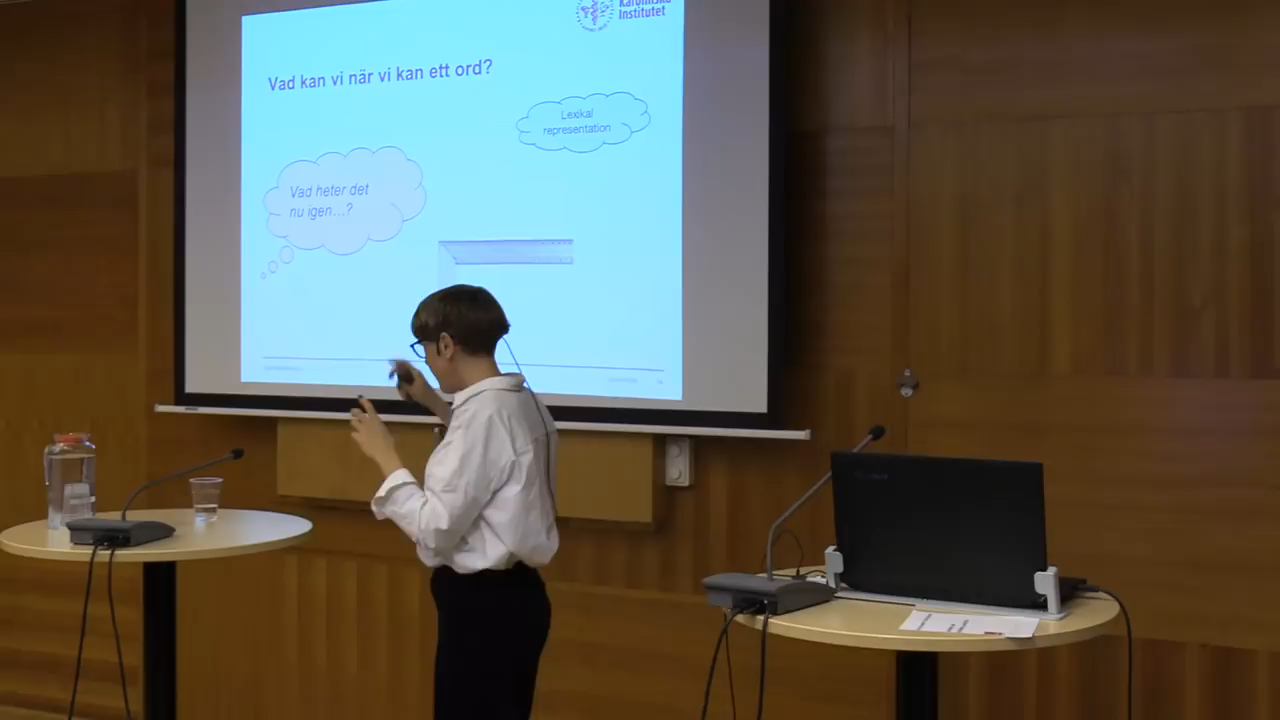 Karolinska
Institutet
Vad kan vi när vi kan ett ord?
Lexikal
representation
Vad heter det
nu igen...?